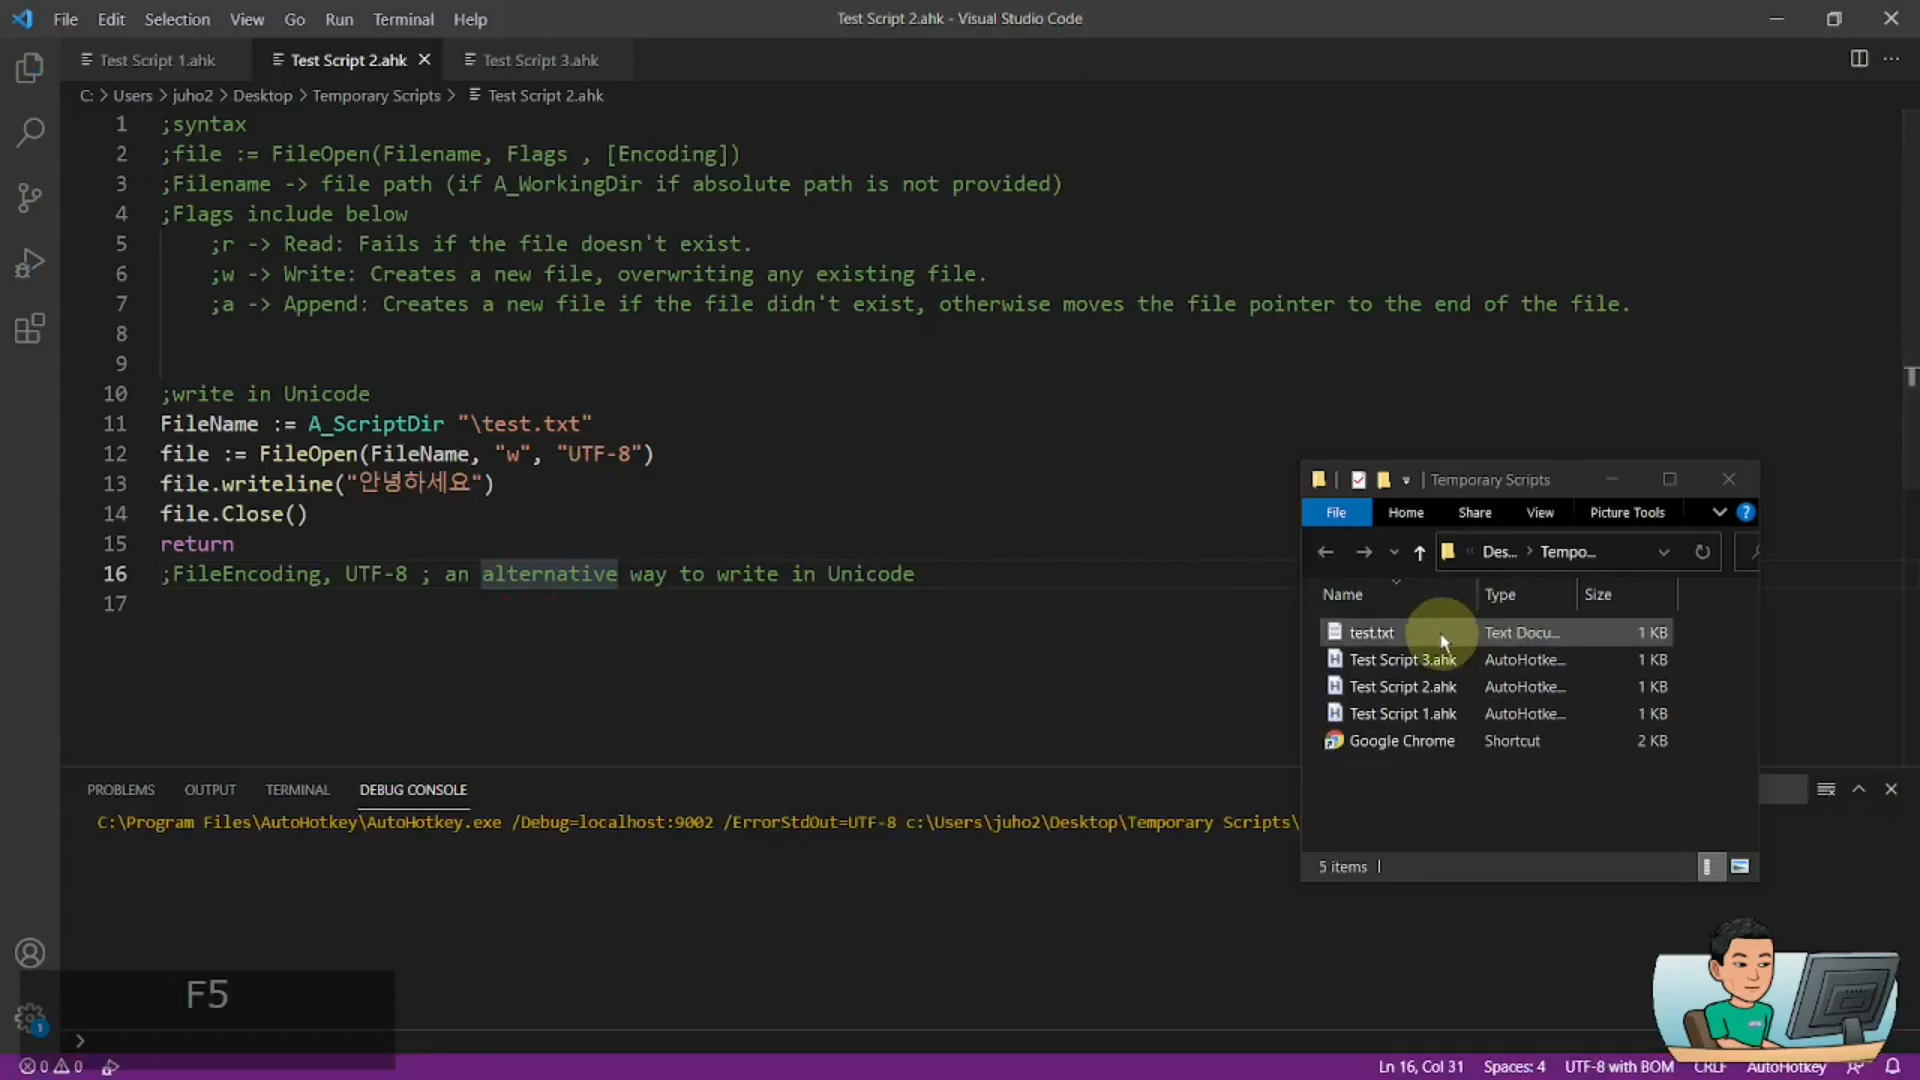 File Edit Selection View Go Run Terminal Help
Test Script 2.ahk - Visual Studio Code
Test Script 1.ahk
Test Script 2.ahk
Test Script 3.ahk
C: > Users > juho2 > Desktop > Temporary Scripts > Test Script 2.ahk
1 ;syntax
2 ;file := FileOpen(Filename, Flags , [Encoding])
3 ;Filename -> file path (if A_WorkingDir if absolute path is not provided)
4 ;Flags include below
5 ;r -> Read: Fails if the file doesn't exist.
6 ;w -> Write: Creates a new file, overwriting any existing file.
7 ;a -> Append: Creates a new file if the file didn't exist, otherwise moves the file pointer to the end of the file.
8
9
10 ;write in Unicode
11 FileName := A_ScriptDir "\test.txt"
12 file := FileOpen(FileName, "w", "UTF-8")
13 file.writeline("안녕하세요")
14 file.Close()
15 return
16 ;FileEncoding, UTF-8 ; an alternative way to write in Unicode
17
Temporary Scripts
File Home Share View Picture Tools
« Des... > Tempo...
Name Type Size
test.txt Text Docu... 1 KB
Test Script 3.ahk AutoHotke... 1 KB
Test Script 2.ahk AutoHotke... 1 KB
Test Script 1.ahk AutoHotke... 1 KB
Google Chrome Shortcut 2 KB
5 items
PROBLEMS OUTPUT TERMINAL DEBUG CONSOLE
C:\Program Files\AutoHotkey\AutoHotkey.exe /Debug=localhost:9002 /ErrorStdOut=UTF-8 c:\Users\juho2\Desktop\Temporary Scripts\
F5
1
0 0
Ln 16, Col 31 Spaces: 4 UTF-8 with BOM CRLF AutoHotkey